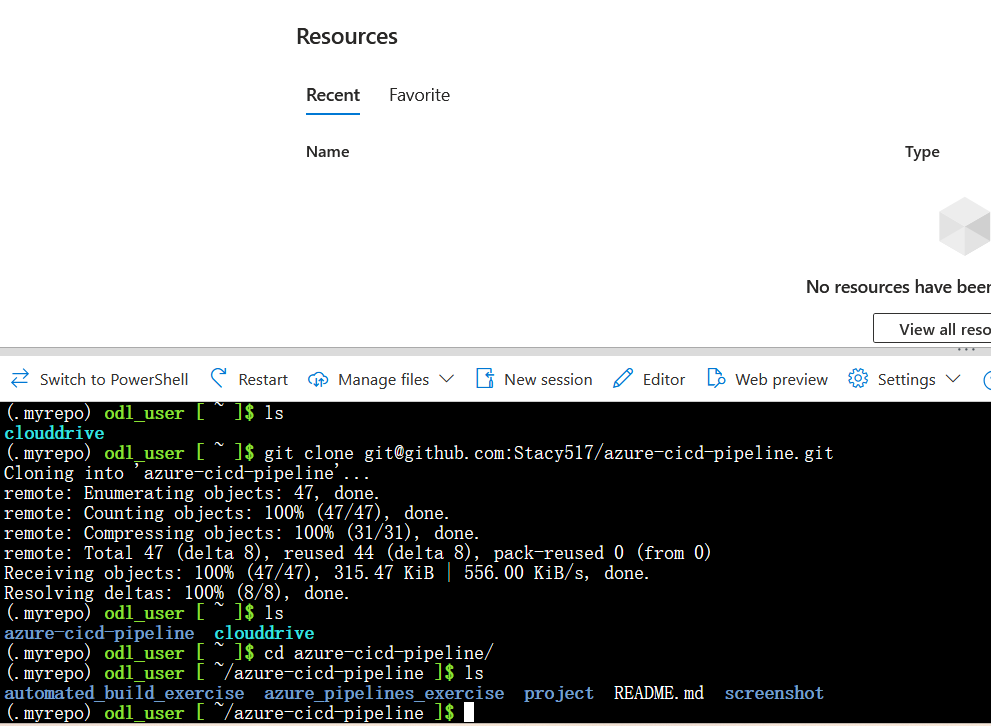 Resources
Recent Favorite
Name Type
No resources have been
View all reso
Switch to PowerShell Restart Manage files New session Editor Web preview Settings
(.myrepo) odl_user [ ~ ]$ ls
clouddrive
(.myrepo) odl_user [ ~ ]$ git clone git@github.com:Stacy517/azure-cicd-pipeline.git
Cloning into 'azure-cicd-pipeline'...
remote: Enumerating objects: 47, done.
remote: Counting objects: 100% (47/47), done.
remote: Compressing objects: 100% (31/31), done.
remote: Total 47 (delta 8), reused 44 (delta 8), pack-reused 0 (from 0)
Receiving objects: 100% (47/47), 315.47 KiB | 556.00 KiB/s, done.
Resolving deltas: 100% (8/8), done.
(.myrepo) odl_user [ ~ ]$ ls
azure-cicd-pipeline clouddrive
(.myrepo) odl_user [ ~ ]$ cd azure-cicd-pipeline/
(.myrepo) odl_user [ ~/azure-cicd-pipeline ]$ ls
automated_build_exercise azure_pipelines_exercise project README.md screenshot
(.myrepo) odl_user [ ~/azure-cicd-pipeline ]$